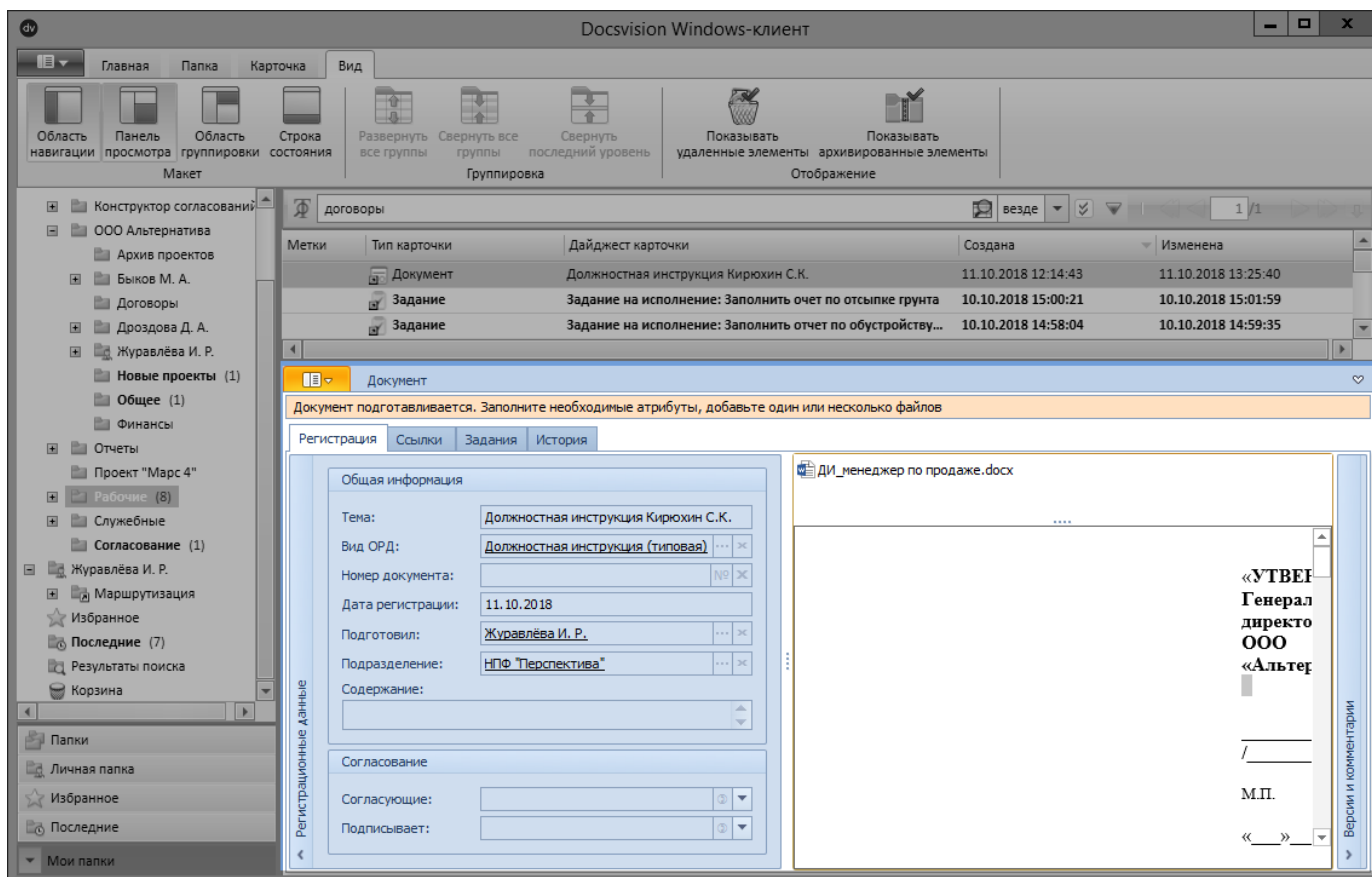 dv Docsvision Windows-клиент
Главная Папка Карточка Вид
Область навигации Панель просмотра Область группировки Строка состояния Развернуть все группы Свернуть все группы Свернуть последний уровень Показывать удаленные элементы Показывать архивированные элементы
Макет Группировка Отображение
Конструктор согласований
ООО Альтернатива
Архив проектов
Быков М. А.
Договоры
Дроздова Д. А.
Журавлёва И. Р.
Новые проекты (1)
Общее (1)
Финансы
Отчеты
Проект "Марс 4"
Рабочие (8)
Служебные
Согласование (1)
Журавлёва И. Р.
Маршрутизация
Избранное
Последние (7)
Результаты поиска
Корзина
Папки
Личная папка
Избранное
Последние
Мои папки
договоры везде 1 /1
Метки Тип карточки Дайджест карточки Создана Изменена
Документ Должностная инструкция Кирюхин С.К. 11.10.2018 12:14:43 11.10.2018 13:25:40
Задание Задание на исполнение: Заполнить очет по отсыпке грунта 10.10.2018 15:00:21 10.10.2018 15:01:59
Задание Задание на исполнение: Заполнить очет по обустройству... 10.10.2018 14:58:04 10.10.2018 14:59:35
Документ
Документ подготавливается. Заполните необходимые атрибуты, добавьте один или несколько файлов
Регистрация Ссылки Задания История
Регистрационные данные
Общая информация
Тема: Должностная инструкция Кирюхин С.К.
Вид ОРД: Должностная инструкция (типовая) ...
Номер документа: №
Дата регистрации: 11.10.2018
Подготовил: Журавлёва И. Р. ...
Подразделение: НПФ "Перспектива" ...
Содержание:
Согласование
Согласующие:
Подписывает:
ДИ_менеджер по продаже.docx
«УТВЕР
Генерал
директо
ООО
«Альтер
/________
М.П.
«___»__
Версии и комментарии